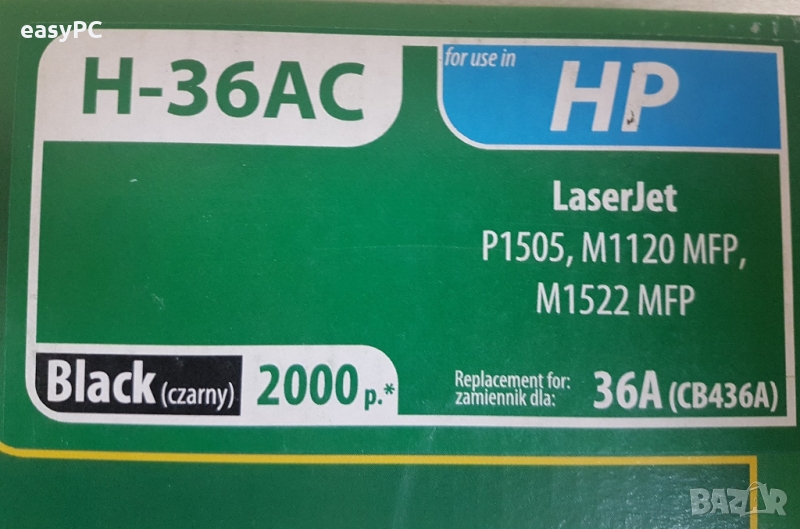 easyPC
H-36AC
for use in
HP
LaserJet
P1505, M1120 MFP,
M1522 MFP
Black (czarny)
2000 p.*
Replacement for:
zamiennik dla:
36A (CB436A)
BAZAR